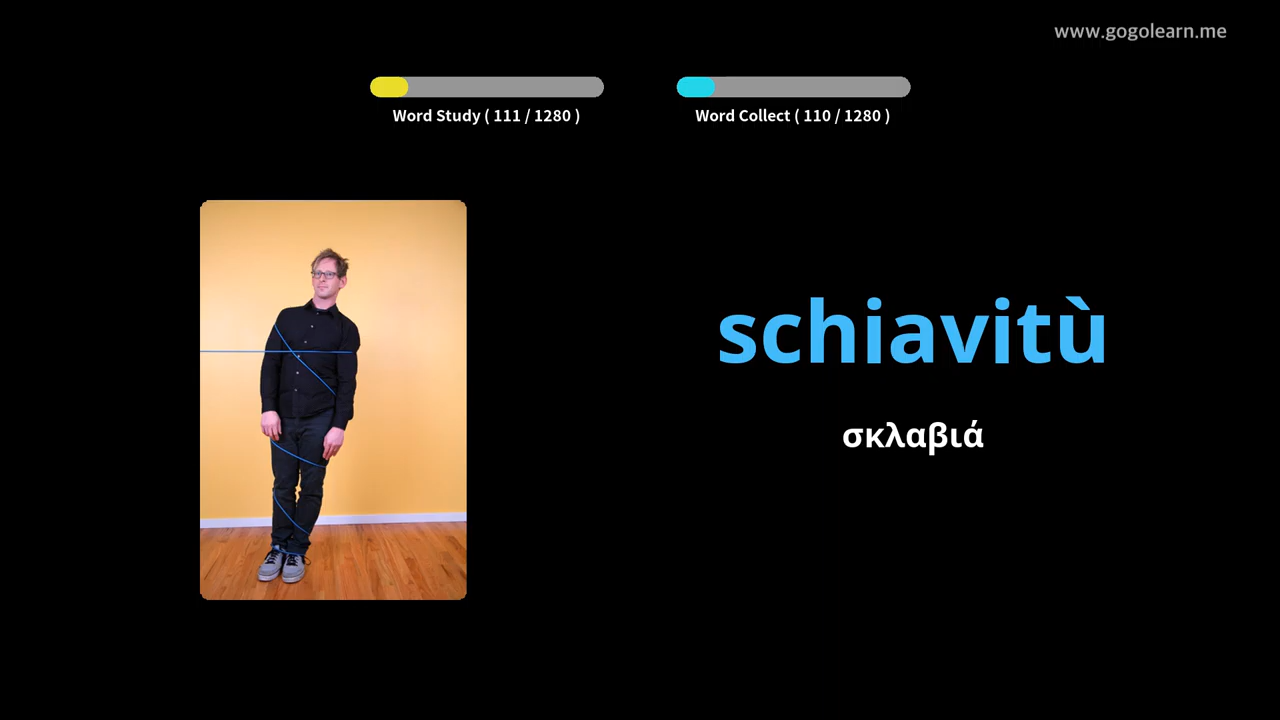 www.gogolearn.me
Word Study ( 111 / 1280 )
Word Collect ( 110 / 1280 )
schiavitù
σκλαβιά